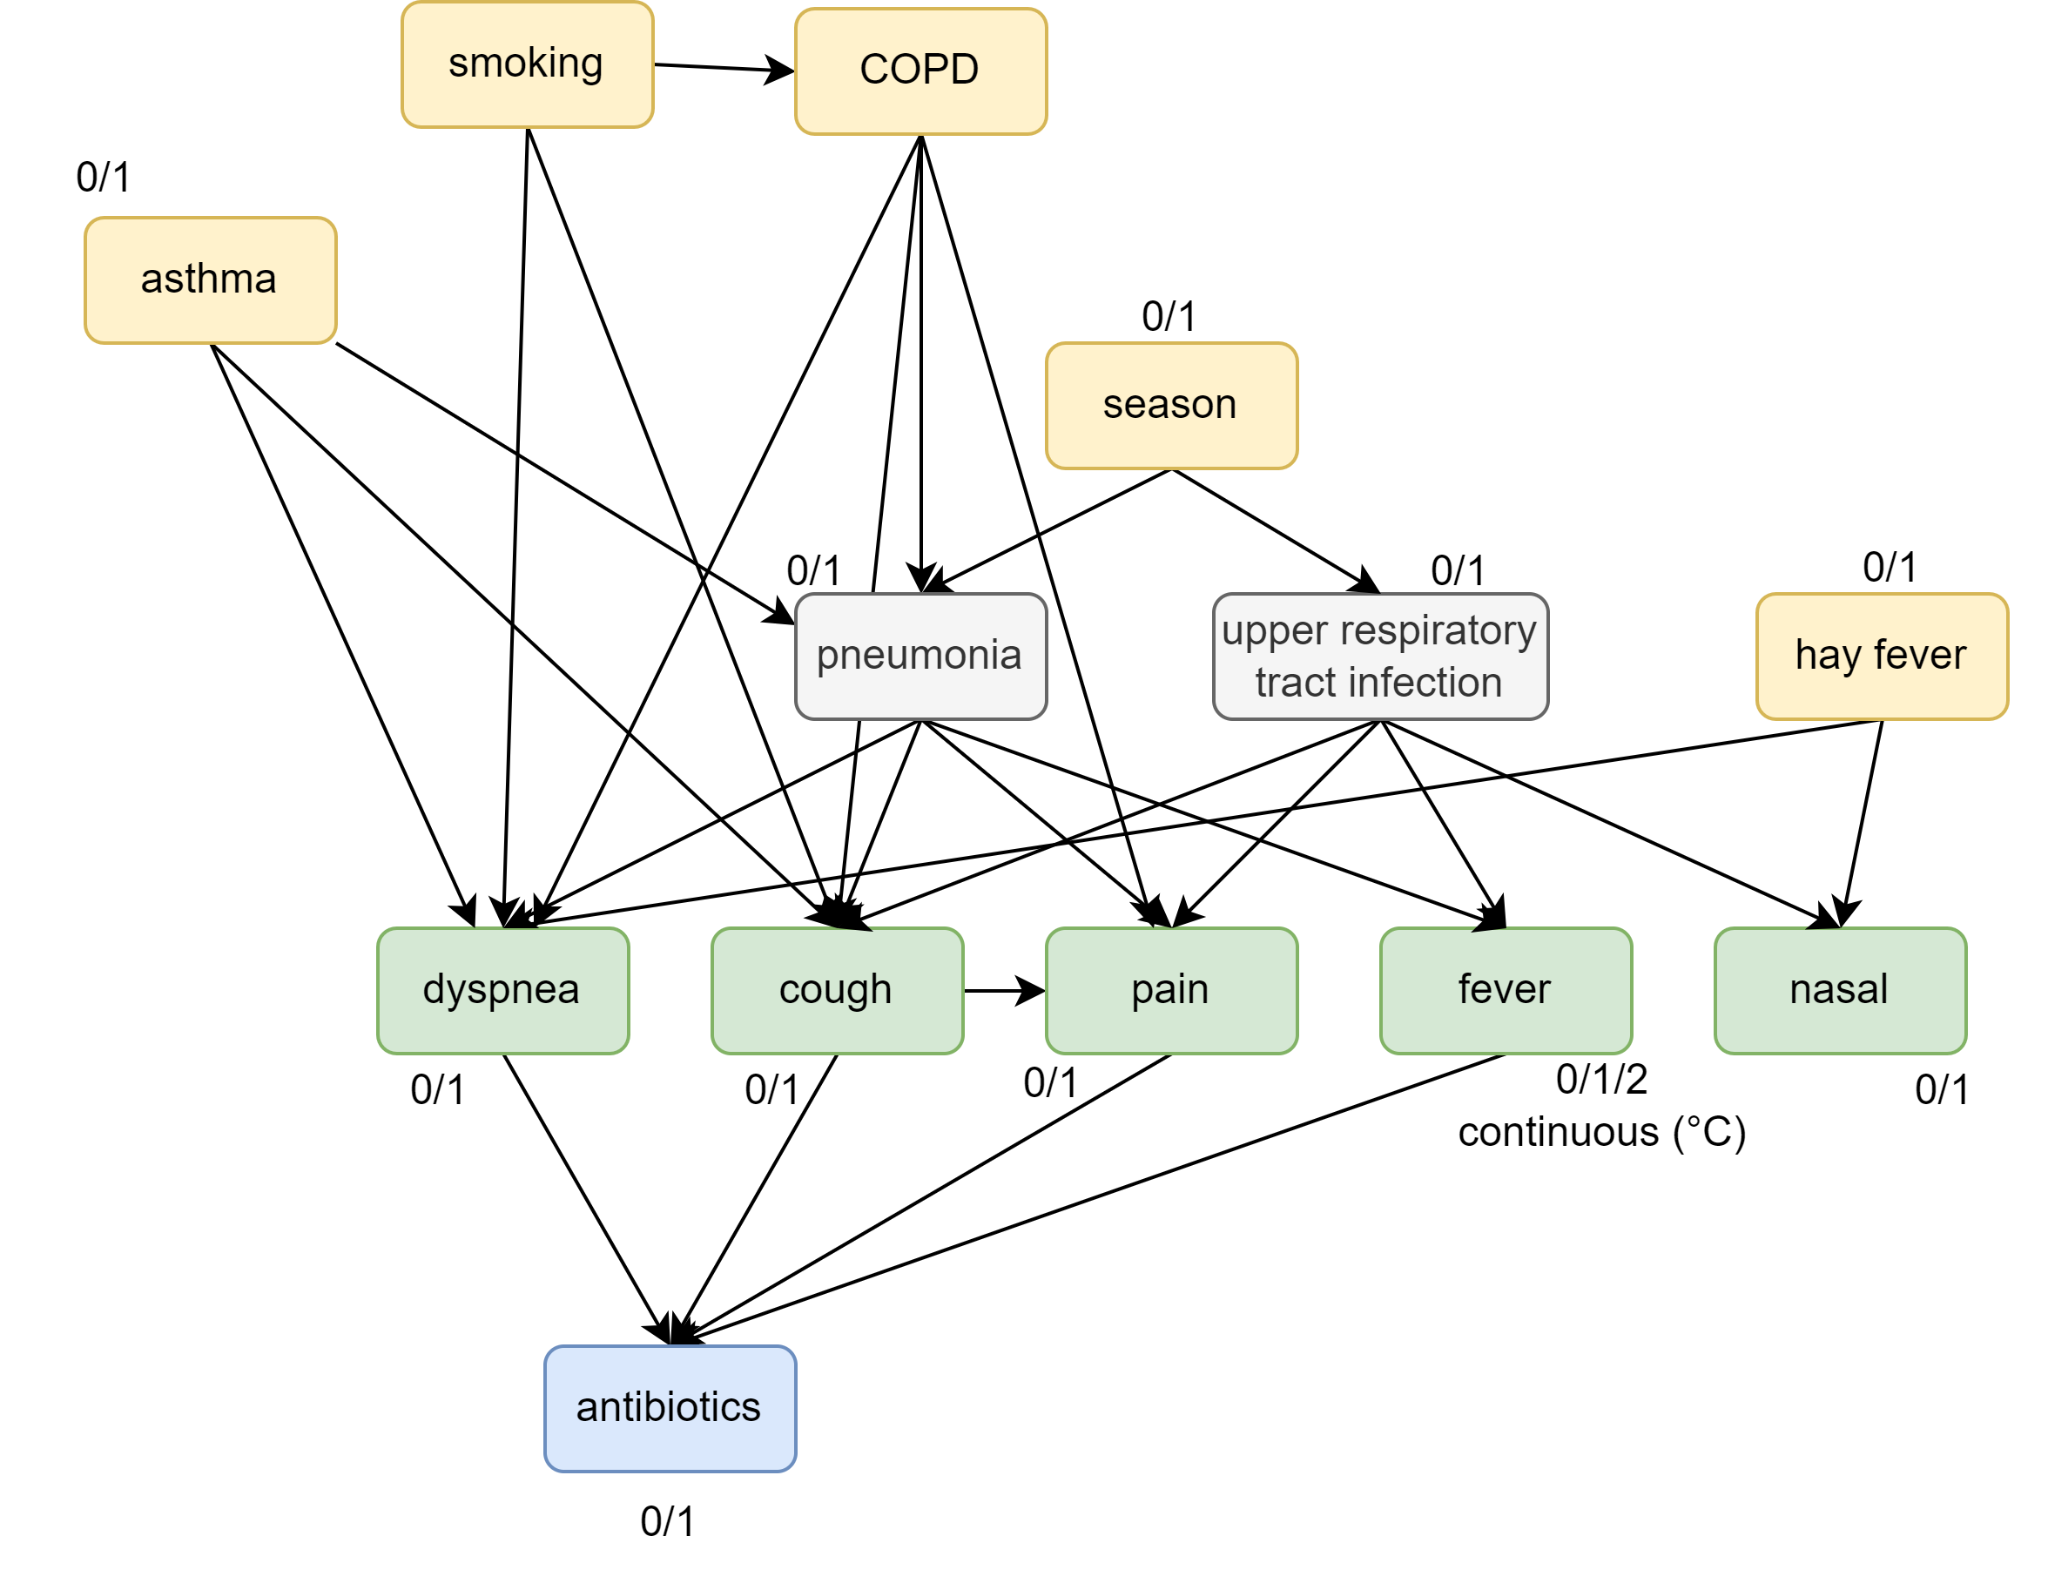 smoking
COPD
0/1
asthma
0/1
season
0/1
pneumonia
0/1
upper respiratory
tract infection
0/1
hay fever
dyspnea
cough
pain
fever
nasal
0/1
0/1
0/1
0/1/2
continuous (°C)
0/1
antibiotics
0/1